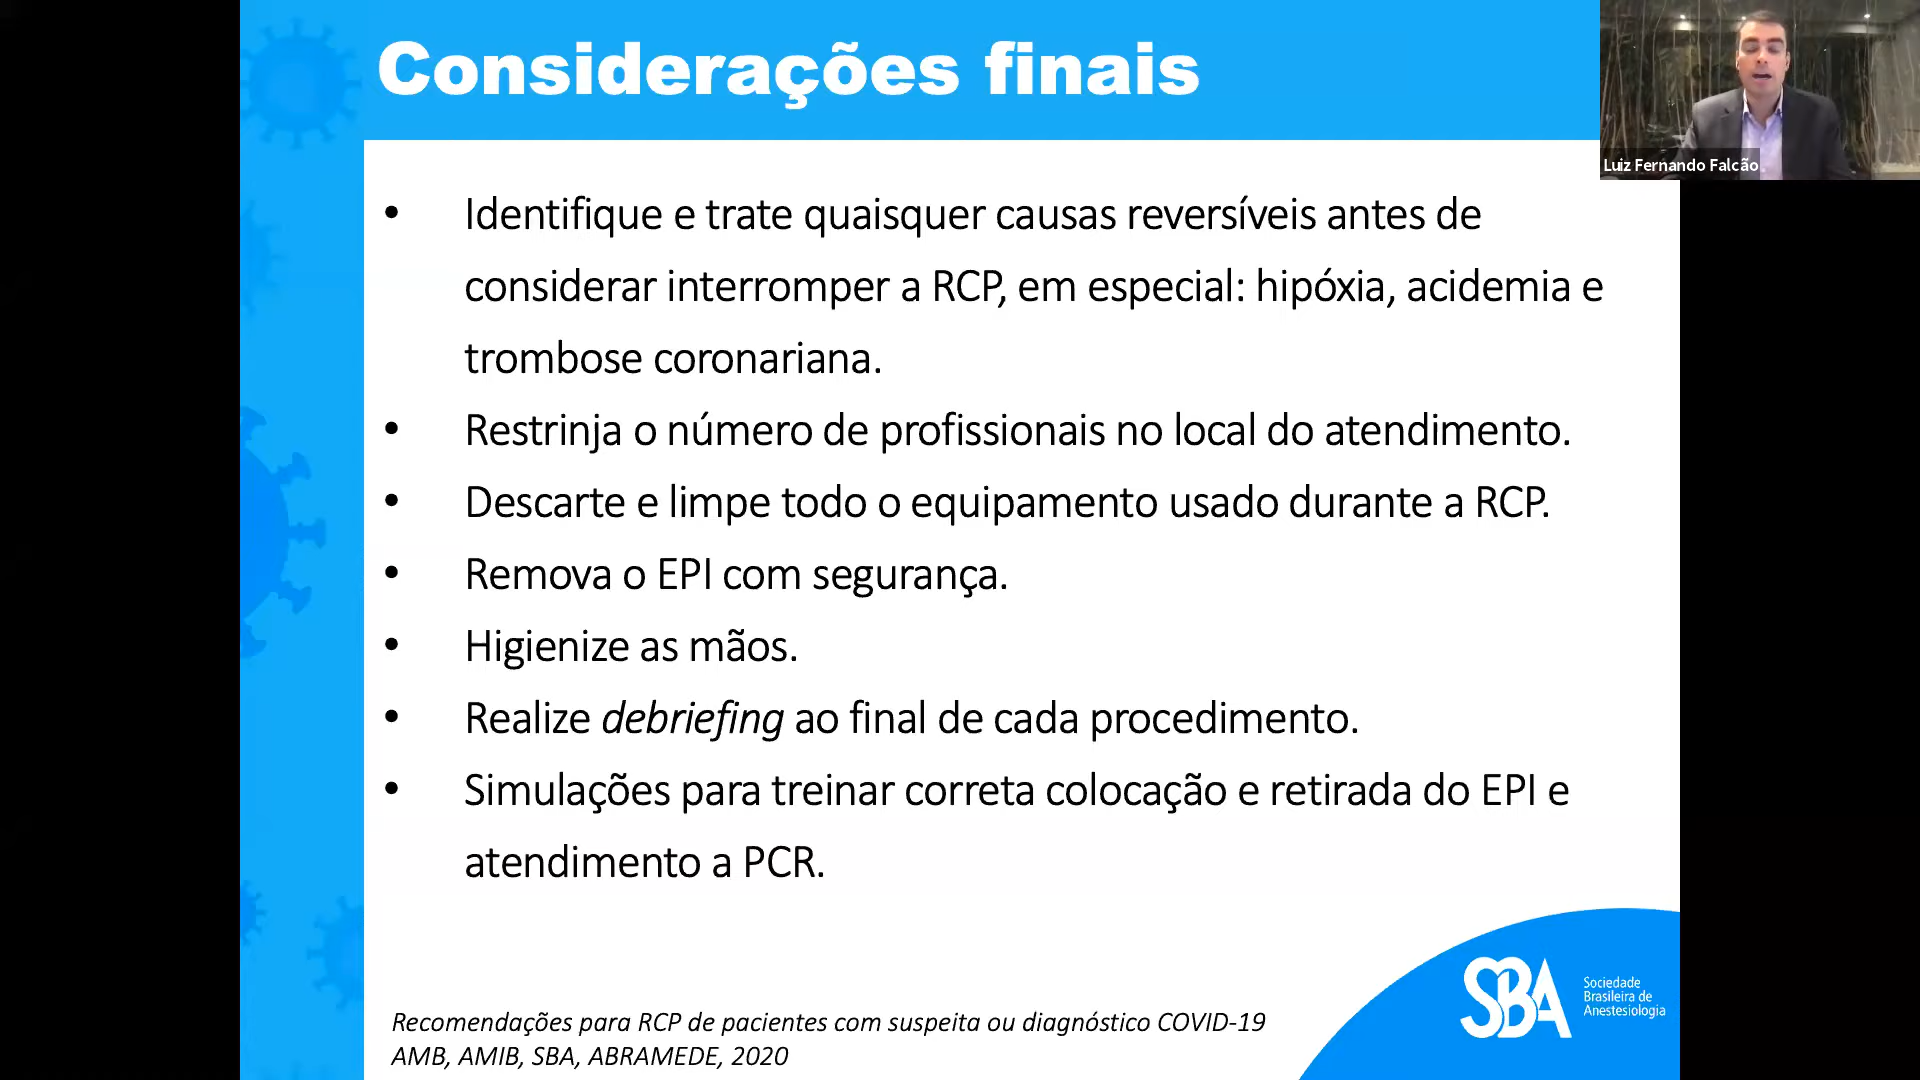 Considerações finais
Luiz Fernando Falcão
• Identifique e trate quaisquer causas reversíveis antes de
considerar interromper a RCP, em especial: hipóxia, acidemia e
trombose coronariana.
• Restrinja o número de profissionais no local do atendimento.
• Descarte e limpe todo o equipamento usado durante a RCP.
• Remova o EPI com segurança.
• Higienize as mãos.
• Realize debriefing ao final de cada procedimento.
• Simulações para treinar correta colocação e retirada do EPI e
atendimento a PCR.
SBA
Sociedade
Brasileira de
Anestesiologia
Recomendações para RCP de pacientes com suspeita ou diagnóstico COVID-19
AMB, AMIB, SBA, ABRAMEDE, 2020